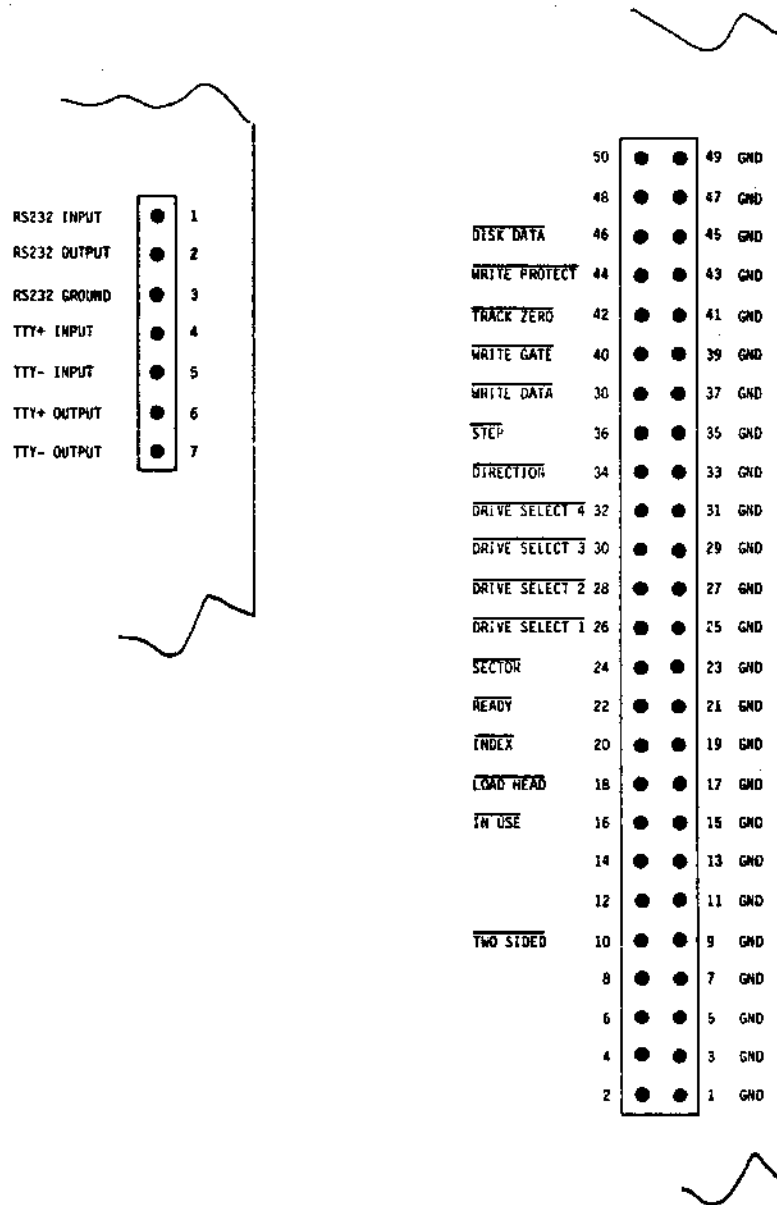 RS232 INPUT 1
RS232 OUTPUT 2
RS232 GROUND 3
TTY+ INPUT 4
TTY- INPUT 5
TTY+ OUTPUT 6
TTY- OUTPUT 7
50 49 GND
48 47 GND
DISK DATA 46 45 GND
WRITE PROTECT 44 43 GND
TRACK ZERO 42 41 GND
WRITE GATE 40 39 GND
WRITE DATA 30 37 GND
STEP 36 35 GND
DIRECTION 34 33 GND
DRIVE SELECT 4 32 31 GND
DRIVE SELECT 3 30 29 GND
DRIVE SELECT 2 28 27 GND
DRIVE SELECT 1 26 25 GND
SECTOR 24 23 GND
READY 22 21 GND
INDEX 20 19 GND
LOAD HEAD 18 17 GND
IN USE 16 15 GND
14 13 GND
12 11 GND
TWO SIDED 10 9 GND
8 7 GND
6 5 GND
4 3 GND
2 1 GND